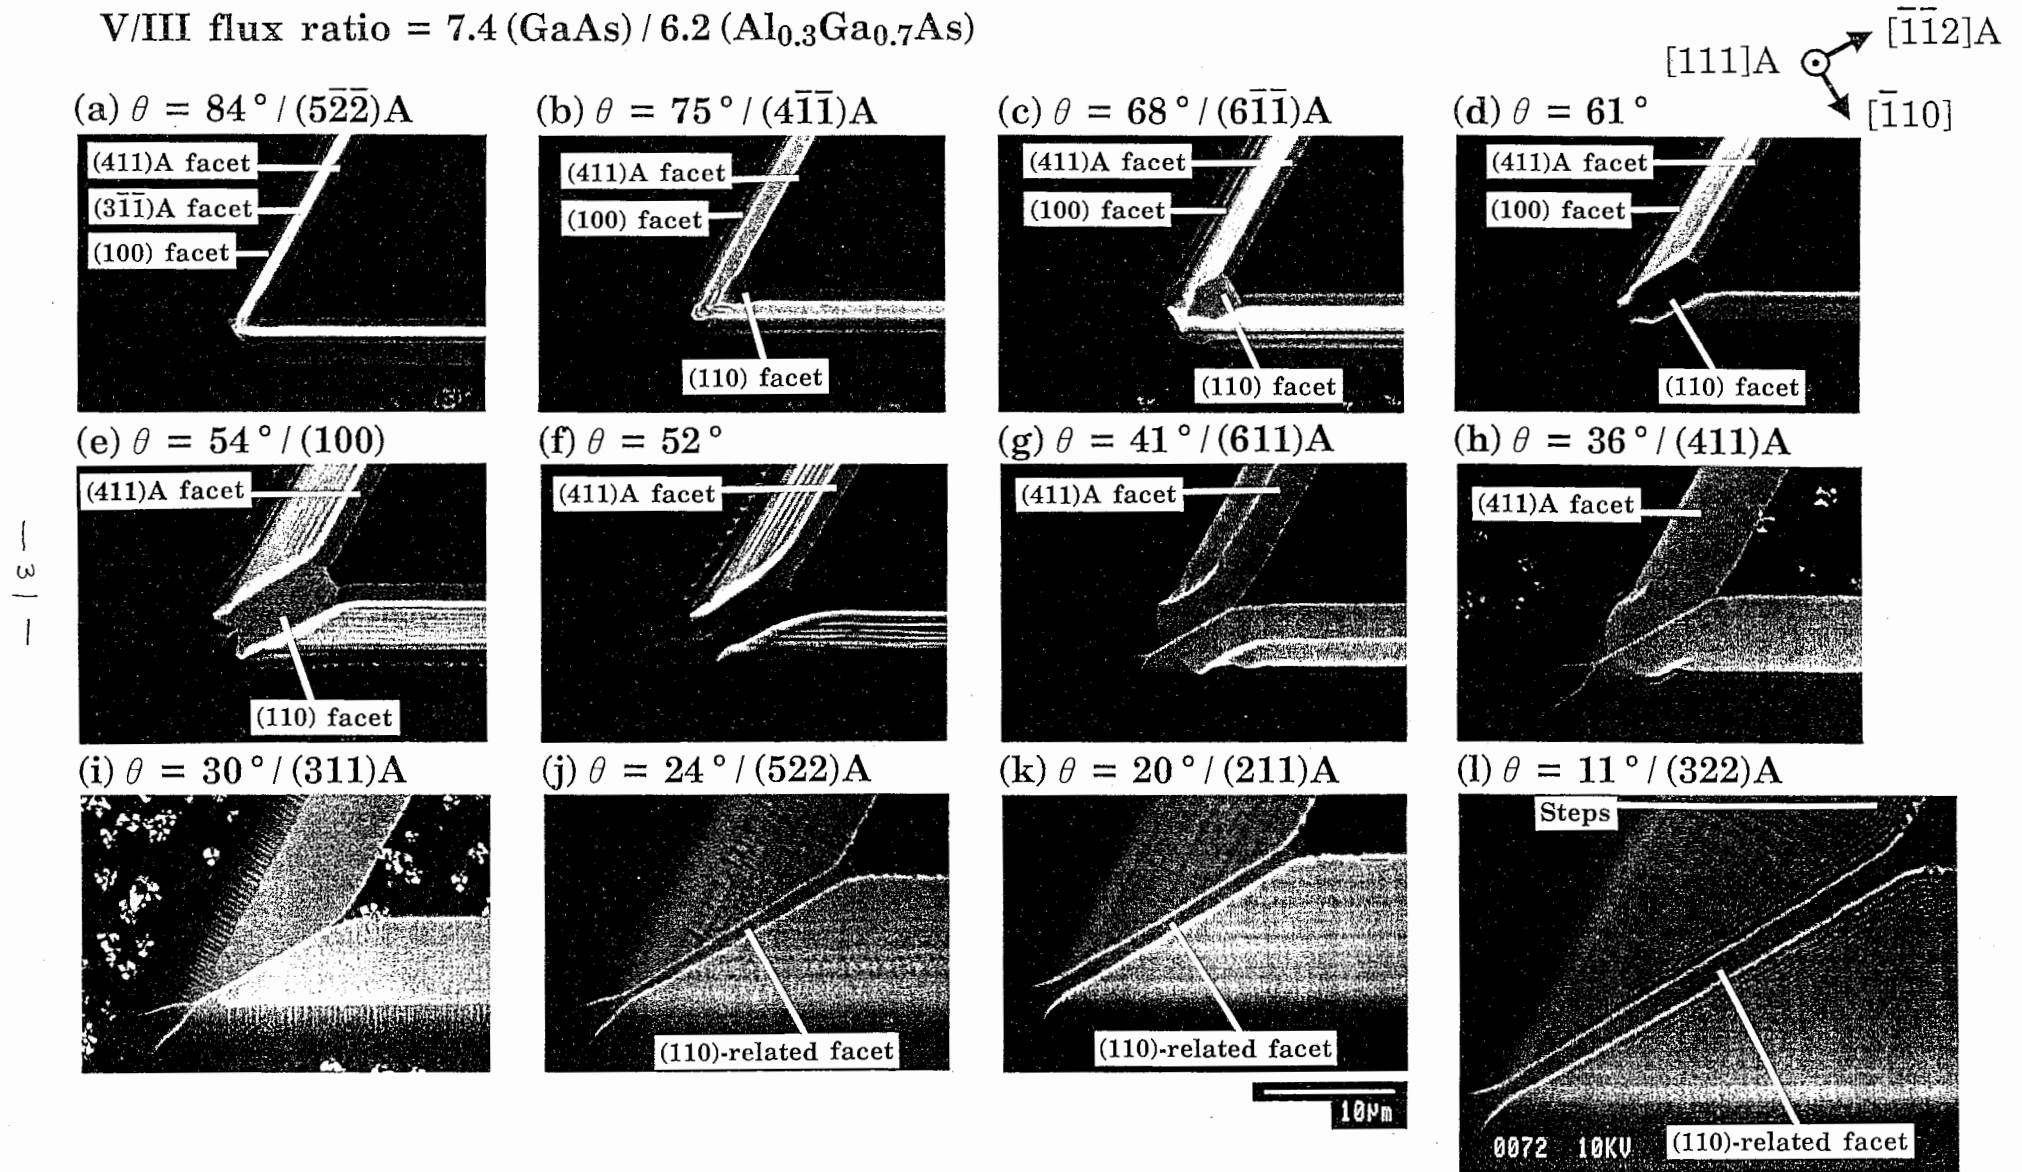 V/III flux ratio = 7.4 (GaAs) / 6.2 (Al₀.₃Ga₀.₇As)
[1̅1̅2]A
[111]A
[1̅10]
(a) θ = 84° / (52̅2̅)A
(411)A facet
(31̅1̅)A facet
(100) facet
(b) θ = 75° / (41̅1̅)A
(411)A facet
(100) facet
(110) facet
(c) θ = 68° / (61̅1̅)A
(411)A facet
(100) facet
(110) facet
(d) θ = 61°
(411)A facet
(100) facet
(110) facet
(e) θ = 54° / (100)
(411)A facet
(110) facet
(f) θ = 52°
(411)A facet
(g) θ = 41° / (611)A
(411)A facet
(h) θ = 36° / (411)A
(411)A facet
(i) θ = 30° / (311)A
(j) θ = 24° / (522)A
(110)-related facet
(k) θ = 20° / (211)A
(110)-related facet
10μm
(l) θ = 11° / (322)A
Steps
(110)-related facet
0072 10KV
— 31 —